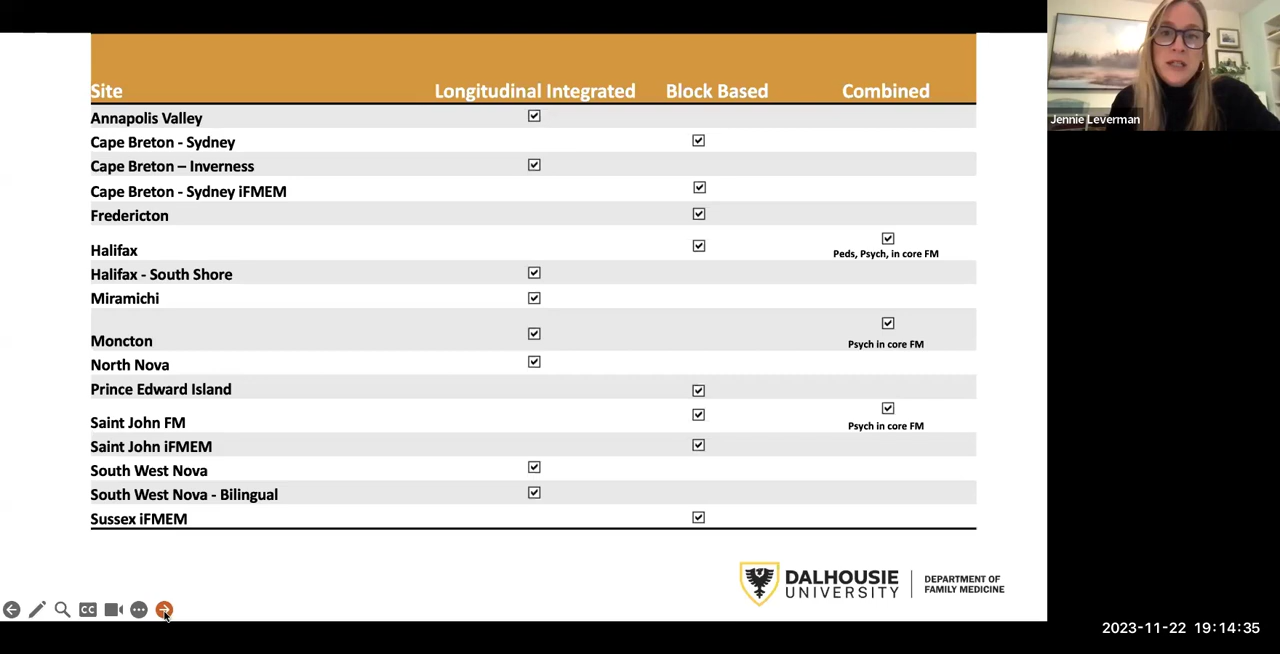 Site Longitudinal Integrated Block Based Combined
Annapolis Valley ☑
Cape Breton - Sydney ☑
Cape Breton – Inverness ☑
Cape Breton - Sydney iFMEM ☑
Fredericton ☑
Halifax ☑ ☑
Peds, Psych, in core FM
Halifax - South Shore ☑
Miramichi ☑
Moncton ☑ ☑
Psych in core FM
North Nova ☑
Prince Edward Island ☑
Saint John FM ☑ ☑
Psych in core FM
Saint John iFMEM ☑
South West Nova ☑
South West Nova - Bilingual ☑
Sussex iFMEM ☑
DALHOUSIE
UNIVERSITY
DEPARTMENT OF
FAMILY MEDICINE
CC
Jennie Leverman
2023-11-22 19:14:35